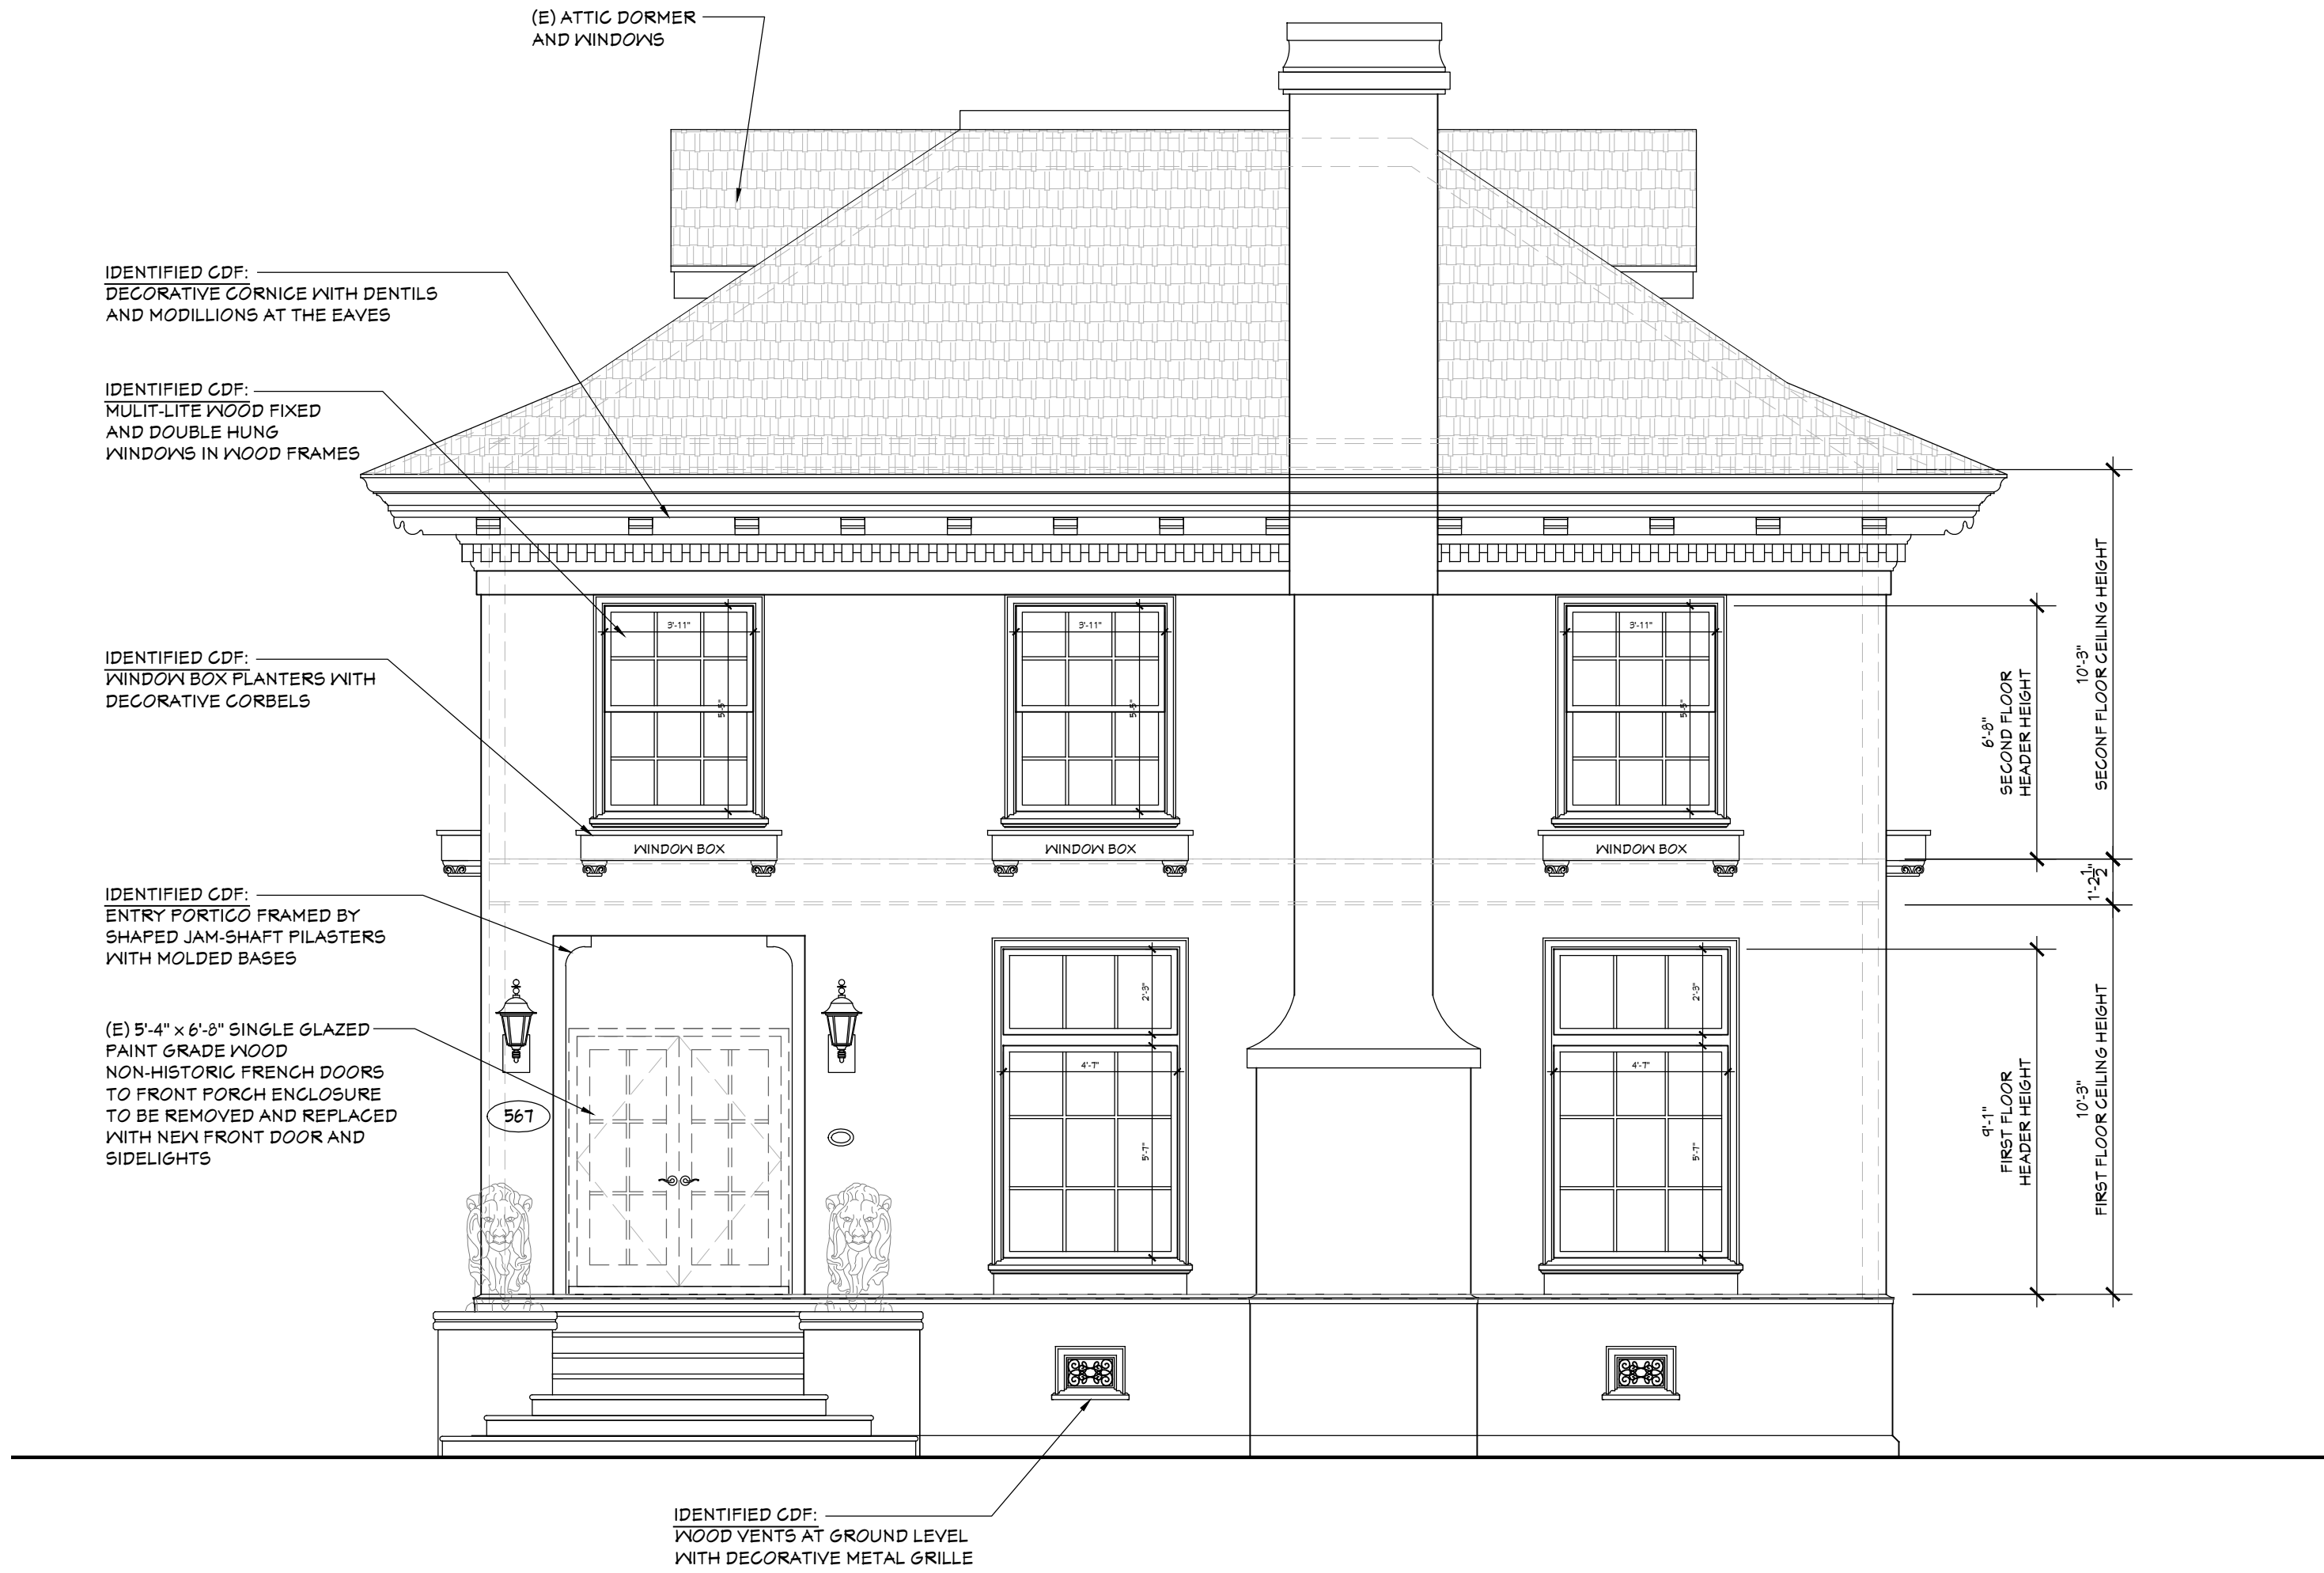 (E) ATTIC DORMER
AND WINDOWS
IDENTIFIED CDF:
DECORATIVE CORNICE WITH DENTILS
AND MODILLIONS AT THE EAVES
IDENTIFIED CDF:
MULIT-LITE WOOD FIXED
AND DOUBLE HUNG
WINDOWS IN WOOD FRAMES
IDENTIFIED CDF:
WINDOW BOX PLANTERS WITH
DECORATIVE CORBELS
IDENTIFIED CDF:
ENTRY PORTICO FRAMED BY
SHAPED JAM-SHAFT PILASTERS
WITH MOLDED BASES
(E) 5'-4" x 6'-8" SINGLE GLAZED
PAINT GRADE WOOD
NON-HISTORIC FRENCH DOORS
TO FRONT PORCH ENCLOSURE
TO BE REMOVED AND REPLACED
WITH NEW FRONT DOOR AND
SIDELIGHTS
3'-11"
5'-5"
3'-11"
5'-5"
3'-11"
5'-5"
WINDOW BOX
WINDOW BOX
WINDOW BOX
567
2'-3"
4'-7"
5'-7"
2'-3"
4'-7"
5'-7"
6'-8"
SECOND FLOOR
HEADER HEIGHT
10'-3"
SECONF FLOOR CEILING HEIGHT
1'-2 1/2"
9'-1"
FIRST FLOOR
HEADER HEIGHT
10'-3"
FIRST FLOOR CEILING HEIGHT
IDENTIFIED CDF:
WOOD VENTS AT GROUND LEVEL
WITH DECORATIVE METAL GRILLE